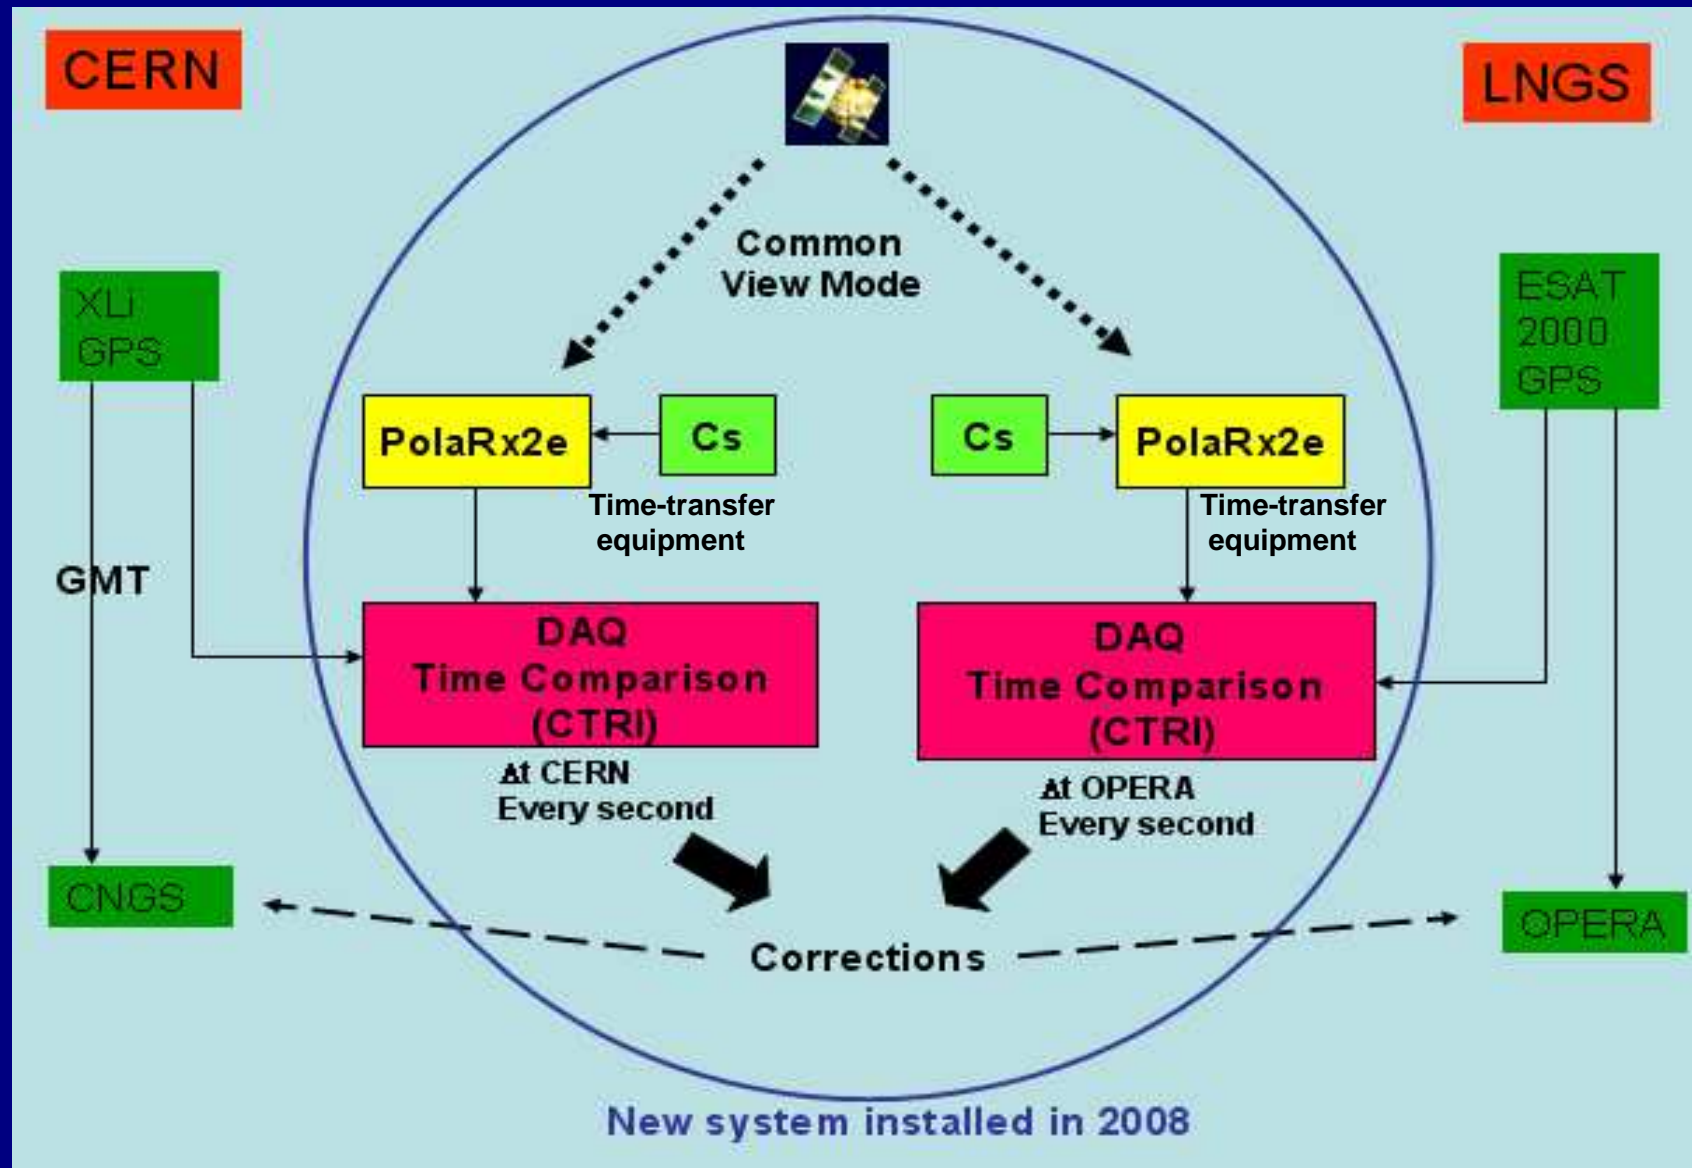 CERN
LNGS
Common
View Mode
XLi
GPS
ESAT
2000
GPS
PolaRx2e
Cs
Cs
PolaRx2e
Time-transfer
equipment
Time-transfer
equipment
GMT
DAQ
Time Comparison
(CTRI)
DAQ
Time Comparison
(CTRI)
Δt CERN
Every second
Δt OPERA
Every second
CNGS
OPERA
Corrections
New system installed in 2008